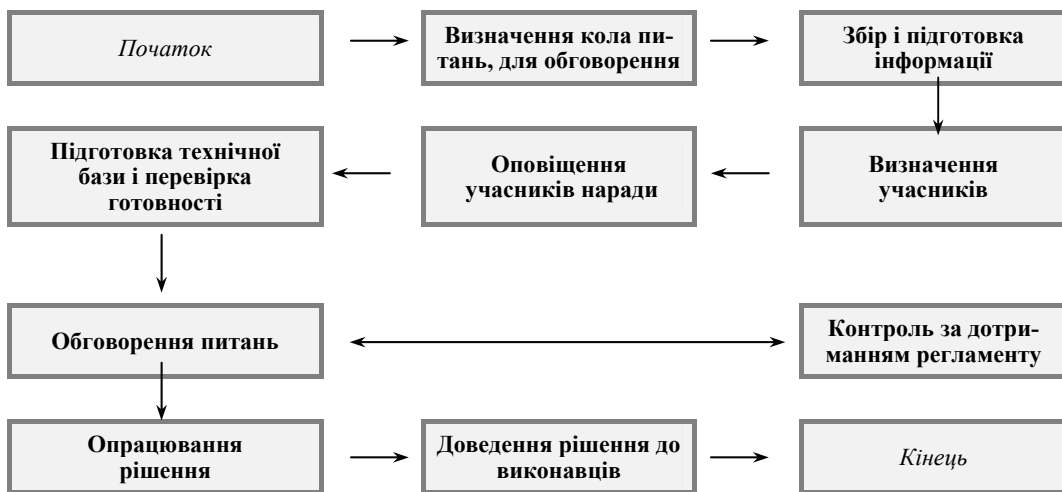 Початок
Визначення кола пи-
тань, для обговорення
Збір і підготовка
інформації
Підготовка технічної
бази і перевірка
готовності
Оповіщення
учасників наради
Визначення
учасників
Обговорення питань
Контроль за дотри-
манням регламенту
Опрацювання
рішення
Доведення рішення до
виконавців
Кінець